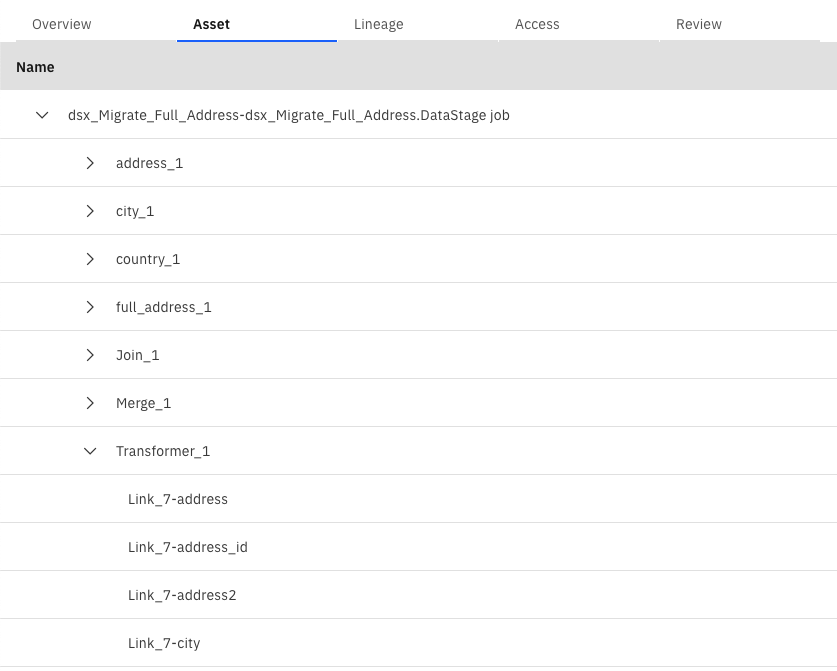 Overview Asset Lineage Access Review
Name
dsx_Migrate_Full_Address-dsx_Migrate_Full_Address.DataStage job
address_1
city_1
country_1
full_address_1
Join_1
Merge_1
Transformer_1
Link_7-address
Link_7-address_id
Link_7-address2
Link_7-city